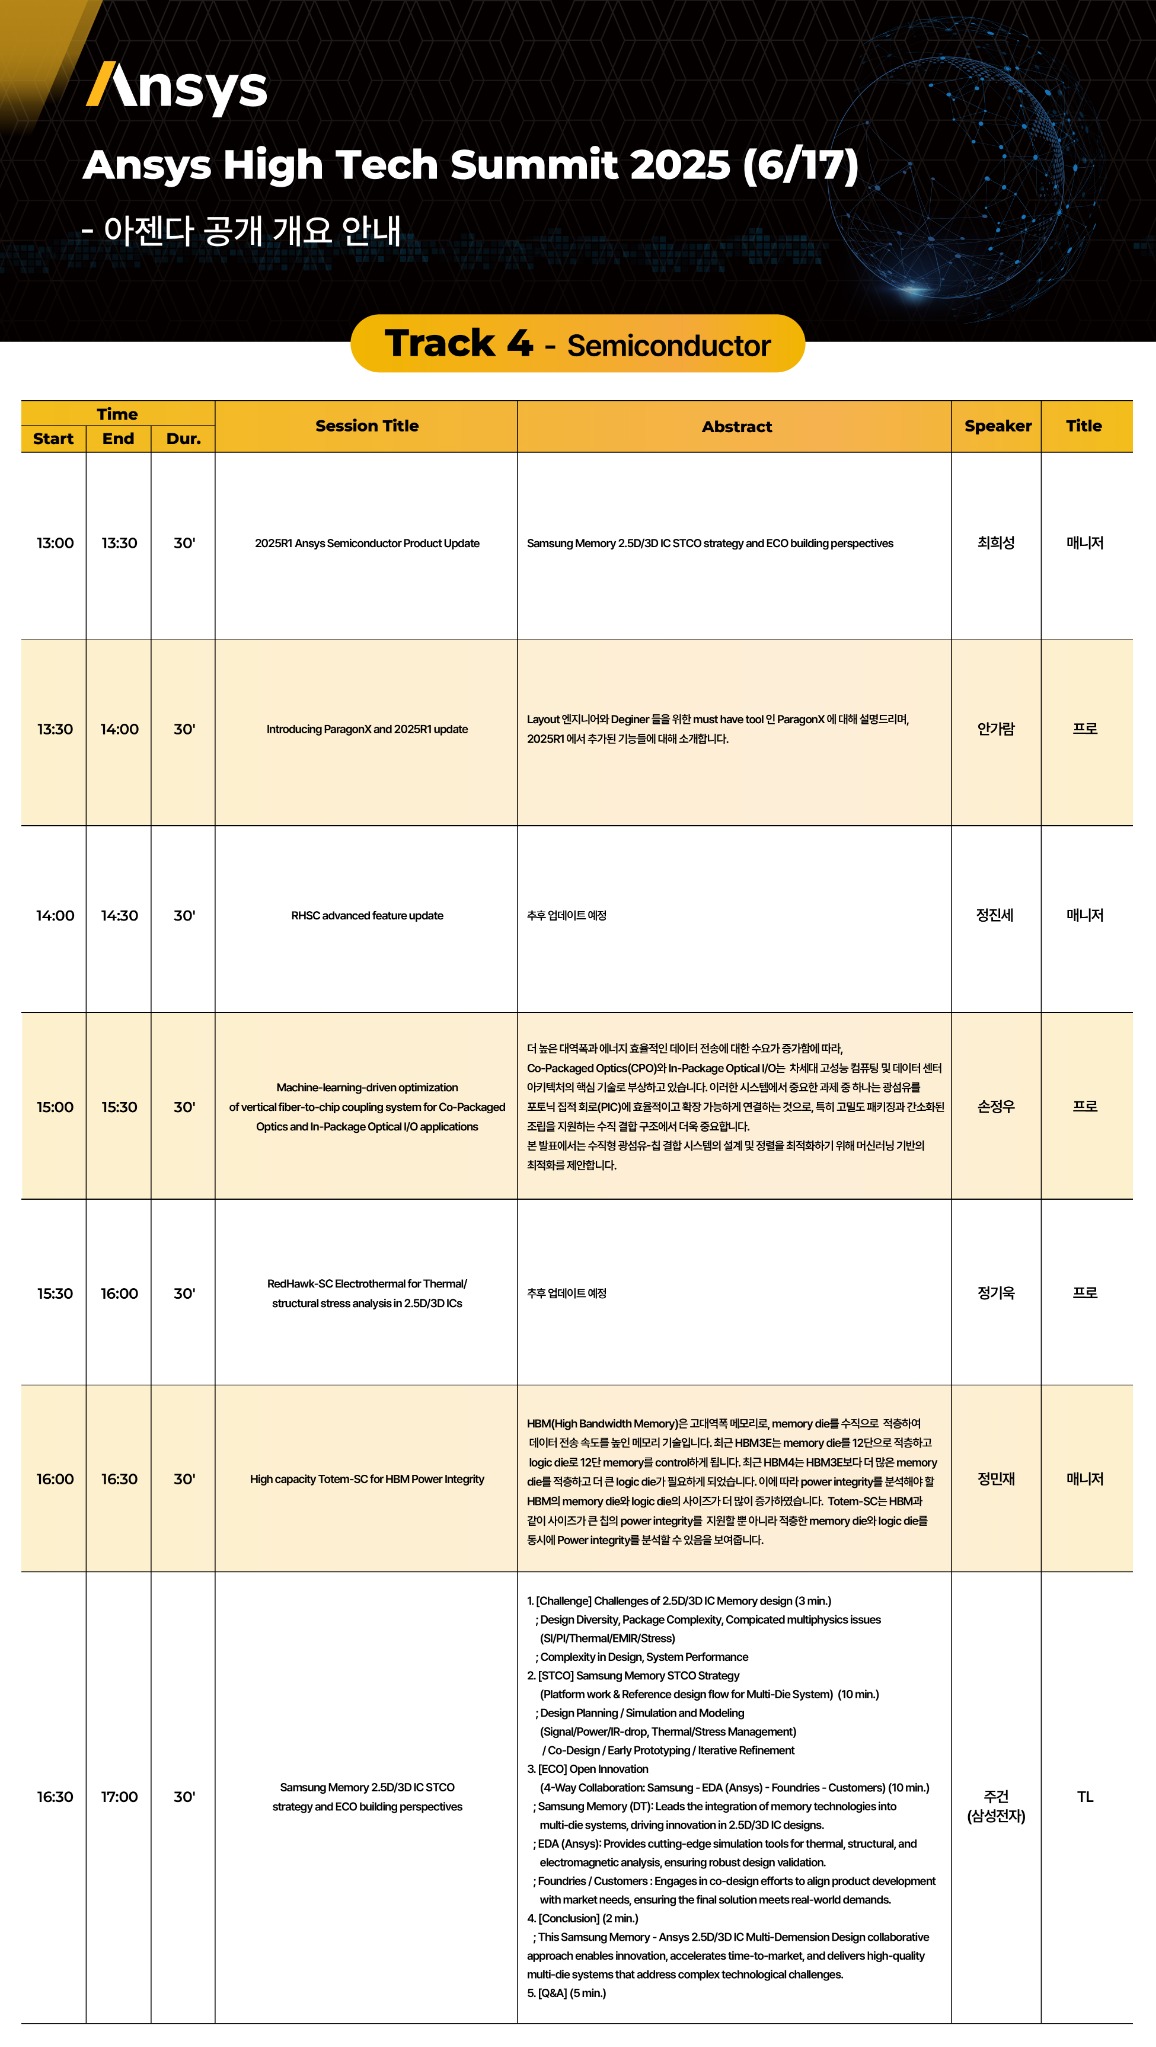 Ansys
Ansys High Tech Summit 2025 (6/17)
- 아젠다 공개 개요 안내
Track 4 - Semiconductor
Time
Start End Dur. Session Title Abstract Speaker Title
13:00 13:30 30' 2025R1 Ansys Semiconductor Product Update Samsung Memory 2.5D/3D IC STCO strategy and ECO building perspectives 최희성 매니저
13:30 14:00 30' Introducing ParagonX and 2025R1 update
Layout 엔지니어와 Deginer 들을 위한 must have tool 인 ParagonX 에 대해 설명드리며,
2025R1 에서 추가된 기능들에 대해 소개합니다.
안가람 프로
14:00 14:30 30' RHSC advanced feature update 추후 업데이트 예정 정진세 매니저
15:00 15:30 30'
Machine-learning-driven optimization
of vertical fiber-to-chip coupling system for Co-Packaged
Optics and In-Package Optical I/O applications
더 높은 대역폭과 에너지 효율적인 데이터 전송에 대한 수요가 증가함에 따라,
Co-Packaged Optics(CPO)와 In-Package Optical I/O는 차세대 고성능 컴퓨팅 및 데이터 센터
아키텍처의 핵심 기술로 부상하고 있습니다. 이러한 시스템에서 중요한 과제 중 하나는 광섬유를
포토닉 집적 회로(PIC)에 효율적이고 확장 가능하게 연결하는 것으로, 특히 고밀도 패키징과 간소화된
조립을 지원하는 수직 결합 구조에서 더욱 중요합니다.
본 발표에서는 수직형 광섬유-칩 결합 시스템의 설계 및 정렬을 최적화하기 위해 머신러닝 기반의
최적화를 제안합니다.
손정우 프로
15:30 16:00 30'
RedHawk-SC Electrothermal for Thermal/
structural stress analysis in 2.5D/3D ICs
추후 업데이트 예정 정기욱 프로
16:00 16:30 30' High capacity Totem-SC for HBM Power Integrity
HBM(High Bandwidth Memory)은 고대역폭 메모리로, memory die를 수직으로 적층하여
데이터 전송 속도를 높인 메모리 기술입니다. 최근 HBM3E는 memory die를 12단으로 적층하고
logic die로 12단 memory를 control하게 됩니다. 최근 HBM4는 HBM3E보다 더 많은 memory
die를 적층하고 더 큰 logic die가 필요하게 되었습니다. 이에 따라 power integrity를 분석해야 할
HBM의 memory die와 logic die의 사이즈가 더 많이 증가하였습니다. Totem-SC는 HBM과
같이 사이즈가 큰 칩의 power integrity를 지원할 뿐 아니라 적층한 memory die와 logic die를
동시에 Power integrity를 분석할 수 있음을 보여줍니다.
정민재 매니저
16:30 17:00 30'
Samsung Memory 2.5D/3D IC STCO
strategy and ECO building perspectives
1. [Challenge] Challenges of 2.5D/3D IC Memory design (3 min.)
; Design Diversity, Package Complexity, Compicated multiphysics issues
(SI/PI/Thermal/EMIR/Stress)
; Complexity in Design, System Performance
2. [STCO] Samsung Memory STCO Strategy
(Platform work & Reference design flow for Multi-Die System) (10 min.)
; Design Planning / Simulation and Modeling
(Signal/Power/IR-drop, Thermal/Stress Management)
/ Co-Design / Early Prototyping / Iterative Refinement
3. [ECO] Open Innovation
(4-Way Collaboration: Samsung - EDA (Ansys) - Foundries - Customers) (10 min.)
; Samsung Memory (DT): Leads the integration of memory technologies into
multi-die systems, driving innovation in 2.5D/3D IC designs.
; EDA (Ansys): Provides cutting-edge simulation tools for thermal, structural, and
electromagnetic analysis, ensuring robust design validation.
; Foundries / Customers : Engages in co-design efforts to align product development
with market needs, ensuring the final solution meets real-world demands.
4. [Conclusion] (2 min.)
; This Samsung Memory - Ansys 2.5D/3D IC Multi-Demension Design collaborative
approach enables innovation, accelerates time-to-market, and delivers high-quality
multi-die systems that address complex technological challenges.
5. [Q&A] (5 min.)
주건
(삼성전자)
TL